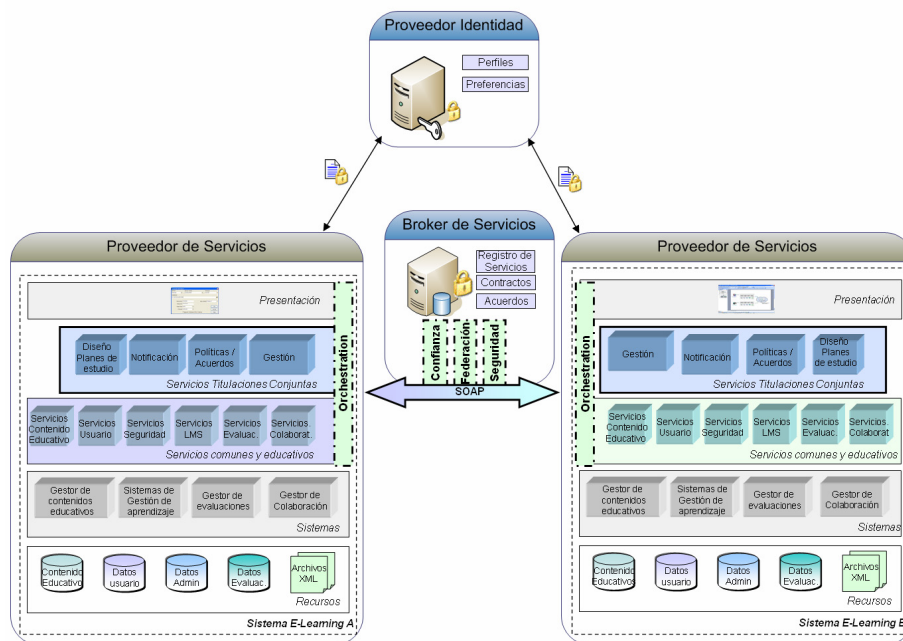 Proveedor Identidad
Perfiles
Preferencias
Broker de Servicios
Registro de
Servicios
Contractos
Acuerdos
Confianza
Federación
Seguridad
SOAP
Proveedor de Servicios
Presentación
Orchestration
Diseño
Planes de
estudio
Notificación
Políticas /
Acuerdos
Gestión
Servicios Titulaciones Conjuntas
Servicios
Contenido
Educativo
Servicios
Usuario
Servicios
Seguridad
Servicios
LMS
Servicios
Evaluac.
Servicios
Colaborat.
Servicios comunes y educativos
Gestor de
contenidos
educativos
Sistemas de
Gestión de
aprendizaje
Gestor de
evaluaciones
Gestor de
Colaboración
Sistemas
Contenido
Educativo
Datos
usuario
Datos
Admin
Datos
Evaluac.
Archivos
XML
Recursos
Sistema E-Learning A
Proveedor de Servicios
Presentación
Orchestration
Gestión
Notificación
Políticas /
Acuerdos
Diseño
Planes
de estudio
Servicios Titulaciones Conjuntas
Servicios
Contenido
Educativo
Servicios
Usuario
Servicios
Seguridad
Servicios
LMS
Servicios
Evaluac.
Servicios.
Colaborat.
Servicios comunes y educativos
Gestor de
contenidos
educativos
Sistemas de
Gestión de
aprendizaje
Gestor de
evaluaciones
Gestor de
Colaboración
Sistemas
Contenido
Educativos
Datos
usuario
Datos
Admin
Datos
Evaluac.
Archivos
XML
Recursos
Sistema E-Learning B